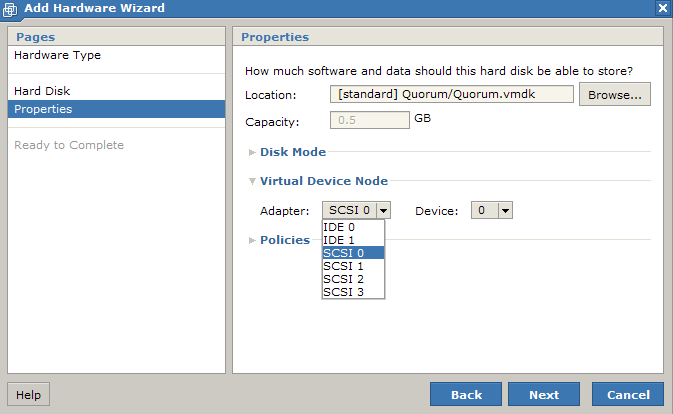 Add Hardware Wizard
Pages
Hardware Type
Hard Disk
Properties
Ready to Complete
Properties
How much software and data should this hard disk be able to store?
Location: [standard] Quorum/Quorum.vmdk Browse...
Capacity: 0.5 GB
Disk Mode
Virtual Device Node
Adapter: SCSI 0 Device: 0
IDE 0
IDE 1
SCSI 0
SCSI 1
SCSI 2
SCSI 3
Policies
Help Back Next Cancel